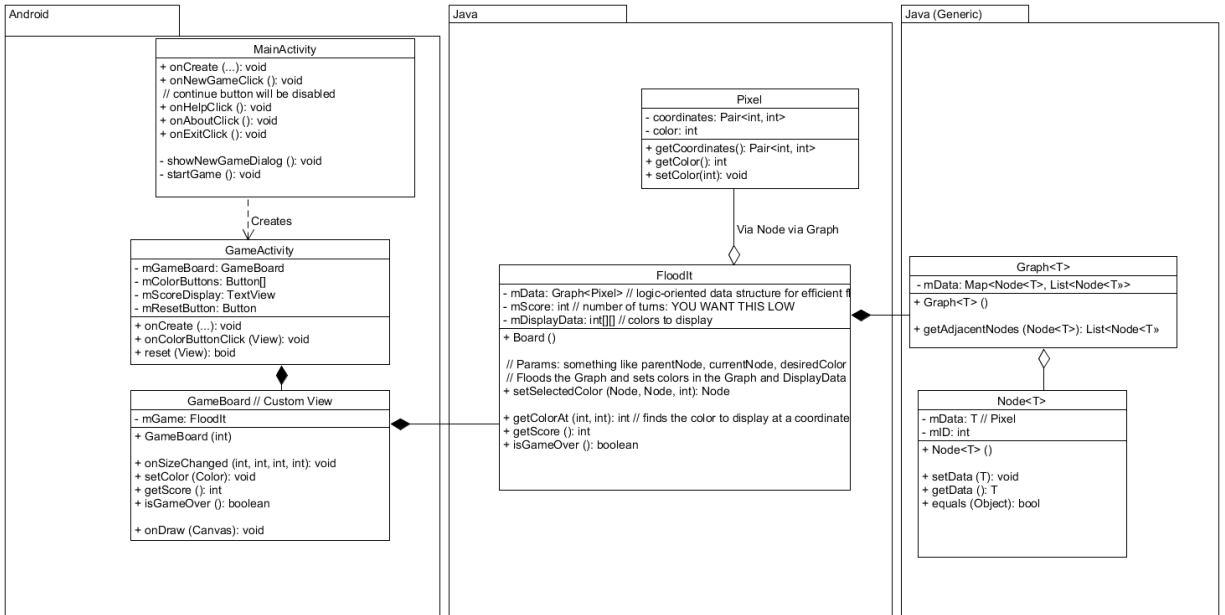 Android
MainActivity
+ onCreate (...): void
+ onNewGameClick (): void
// continue button will be disabled
+ onHelpClick (): void
+ onAboutClick (): void
+ onExitClick (): void
- showNewGameDialog (): void
- startGame (): void
Creates
GameActivity
- mGameBoard: GameBoard
- mColorButtons: Button[]
- mScoreDisplay: TextView
- mResetButton: Button
+ onCreate (...): void
+ onColorButtonClick (View): void
+ reset (View): boid
GameBoard // Custom View
- mGame: FloodIt
+ GameBoard (int)
+ onSizeChanged (int, int, int, int): void
+ setColor (Color): void
+ getScore (): int
+ isGameOver (): boolean
+ onDraw (Canvas): void
Java
Pixel
- coordinates: Pair<int, int>
- color: int
+ getCoordinates(): Pair<int, int>
+ getColor(): int
+ setColor(int): void
Via Node via Graph
FloodIt
- mData: Graph<Pixel> // logic-oriented data structure for efficient fl
- mScore: int // number of turns: YOU WANT THIS LOW
- mDisplayData: int[][] // colors to display
+ Board ()
// Params: something like parentNode, currentNode, desiredColor
// Floods the Graph and sets colors in the Graph and DisplayData
+ setSelectedColor (Node, Node, int): Node
+ getColorAt (int, int): int // finds the color to display at a coordinate
+ getScore (): int
+ isGameOver (): boolean
Java (Generic)
Graph<T>
- mData: Map<Node<T>, List<Node<T»>
+ Graph<T> ()
+ getAdjacentNodes (Node<T>): List<Node<T»
Node<T>
- mData: T // Pixel
- mID: int
+ Node<T> ()
+ setData (T): void
+ getData (): T
+ equals (Object): bool